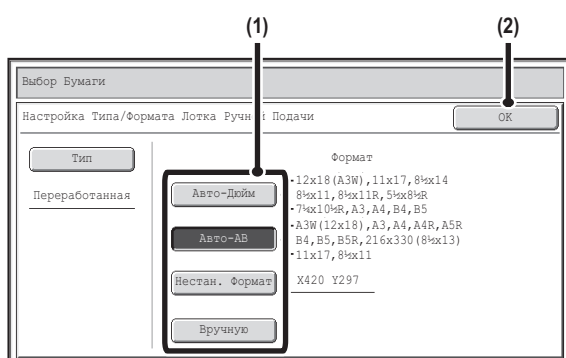 (1) (2)
Выбор Бумаги
Настройка Типа/Формата Лотка Ручной Подачи
OK
Тип
Переработанная
Авто-Дюйм
Авто-AB
Нестан. Формат
Вручную
Формат
•12x18(A3W),11x17,8½x14
8½x11,8½x11R,5½x8½R
•7¼x10½R,A3,A4,B4,B5
•A3W(12x18),A3,A4,A4R,A5R
B4,B5,B5R,216x330(8½x13)
•11x17,8½x11
X420 Y297